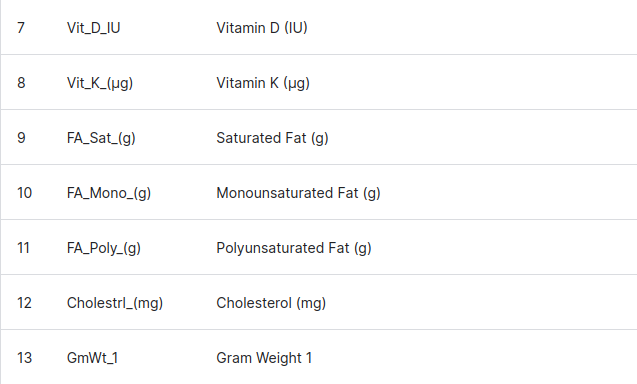 7 Vit_D_IU Vitamin D (IU)
8 Vit_K_(µg) Vitamin K (µg)
9 FA_Sat_(g) Saturated Fat (g)
10 FA_Mono_(g) Monounsaturated Fat (g)
11 FA_Poly_(g) Polyunsaturated Fat (g)
12 Cholestrl_(mg) Cholesterol (mg)
13 GmWt_1 Gram Weight 1